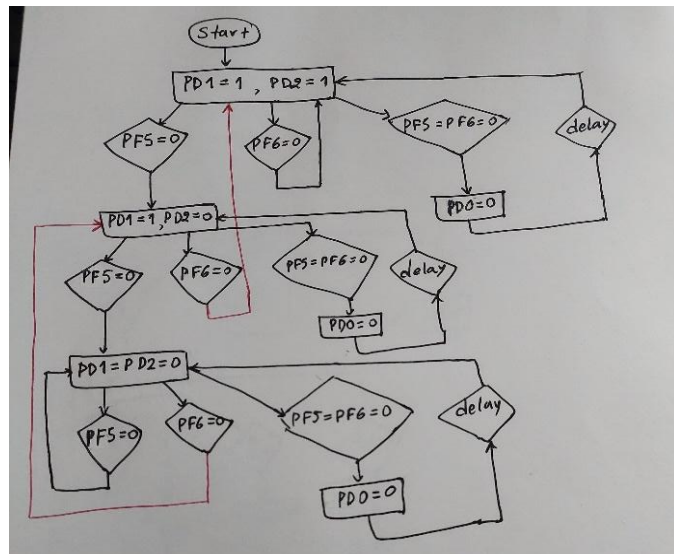 Start
PD1=1 , PD2=1
PF5=0
PF6=0
PF5=PF6=0
delay
PD0=0
PD1=1, PD2=0
PF5=0
PF6=0
PF5=PF6=0
delay
PD0=0
PD1=PD2=0
PF5=0
PF6=0
PF5=PF6=0
delay
PD0=0